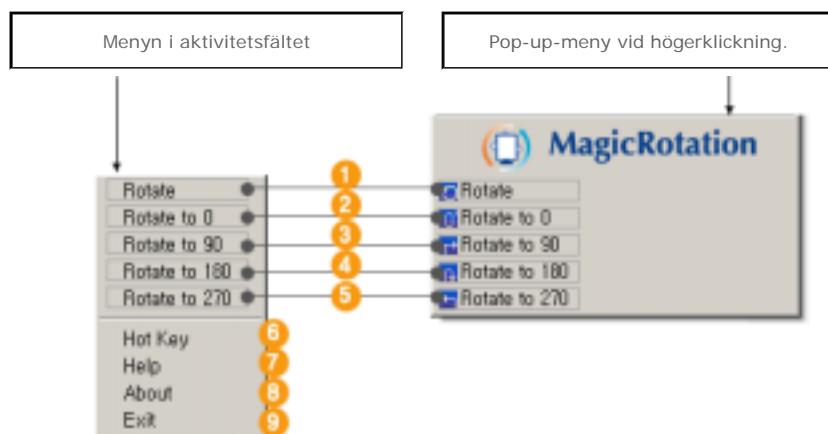 Menyn i aktivitetsfältet
Pop-up-meny vid högerklickning.
MagicRotation
Rotate
1
Rotate
Rotate to 0
2
Rotate to 0
Rotate to 90
3
Rotate to 90
Rotate to 180
4
Rotate to 180
Rotate to 270
5
Rotate to 270
Hot Key
6
Help
7
About
8
Exit
9